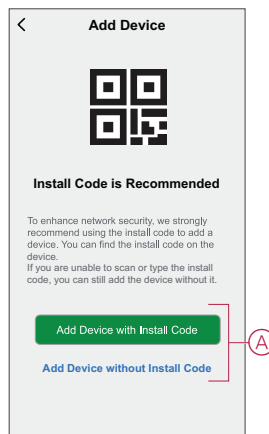 Add Device
Install Code is Recommended
To enhance network security, we strongly
recommend using the install code to add a
device. You can find the install code on the
device.
If you are unable to scan or type the install
code, you can still add the device without it.
Add Device with Install Code
A
Add Device without Install Code